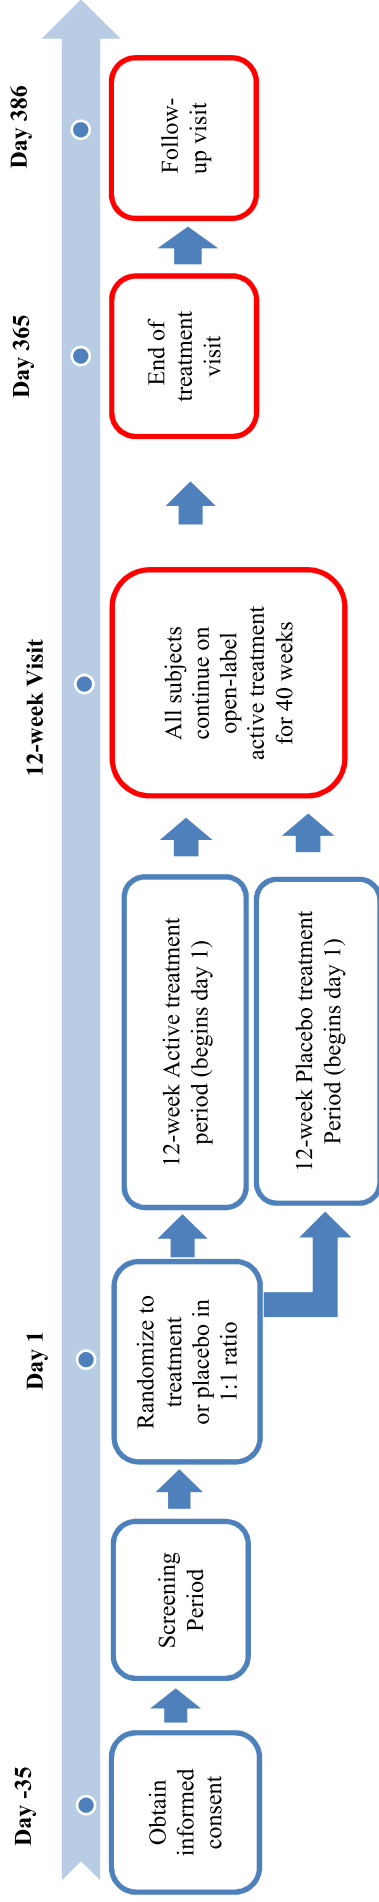 Day -35
Day 1
12-week Visit
Day 365
Day 386
Obtain
informed
consent
Screening
Period
Randomize to
treatment
or placebo in
1:1 ratio
12-week Active treatment
period (begins day 1)
12-week Placebo treatment
Period (begins day 1)
All subjects
continue on
open-label
active treatment
for 40 weeks
End of
treatment
visit
Follow-
up visit